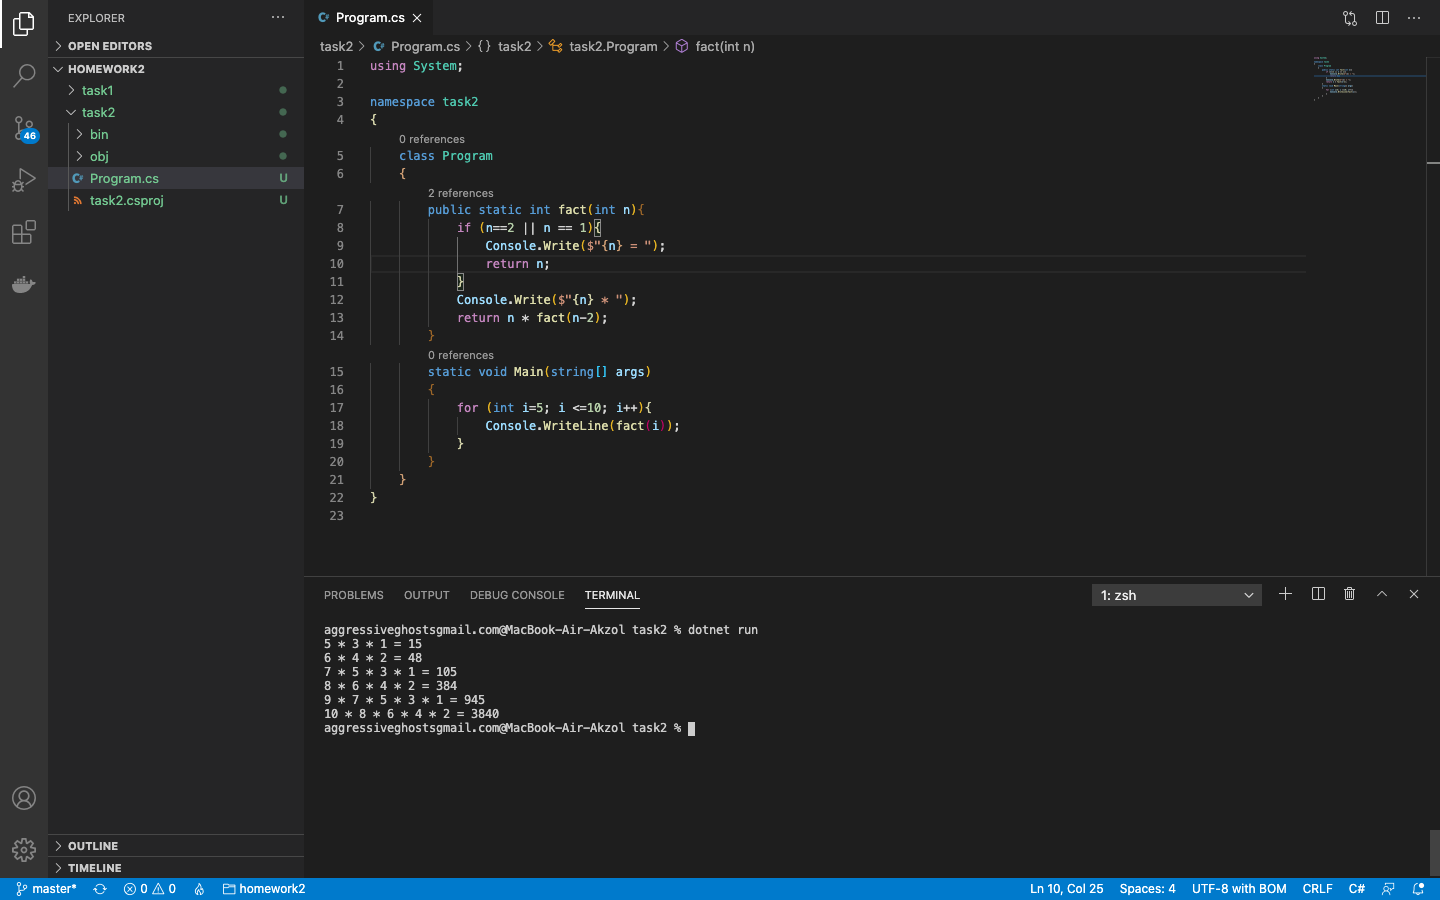 EXPLORER
OPEN EDITORS
HOMEWORK2
task1
task2
bin
obj
Program.cs U
task2.csproj U
OUTLINE
TIMELINE
46
C# Program.cs
task2 > C# Program.cs > {} task2 > task2.Program > fact(int n)
1 using System;
2
3 namespace task2
4 {
0 references
5 class Program
6 {
2 references
7 public static int fact(int n){
8 if (n==2 || n == 1){
9 Console.Write($"{n} = ");
10 return n;
11 }
12 Console.Write($"{n} * ");
13 return n * fact(n-2);
14 }
0 references
15 static void Main(string[] args)
16 {
17 for (int i=5; i <=10; i++){
18 Console.WriteLine(fact(i));
19 }
20 }
21 }
22 }
23
PROBLEMS OUTPUT DEBUG CONSOLE TERMINAL 1: zsh
aggressiveghostsgmail.com@MacBook-Air-Akzol task2 % dotnet run
5 * 3 * 1 = 15
6 * 4 * 2 = 48
7 * 5 * 3 * 1 = 105
8 * 6 * 4 * 2 = 384
9 * 7 * 5 * 3 * 1 = 945
10 * 8 * 6 * 4 * 2 = 3840
aggressiveghostsgmail.com@MacBook-Air-Akzol task2 %
master* 0 0 homework2 Ln 10, Col 25 Spaces: 4 UTF-8 with BOM CRLF C#